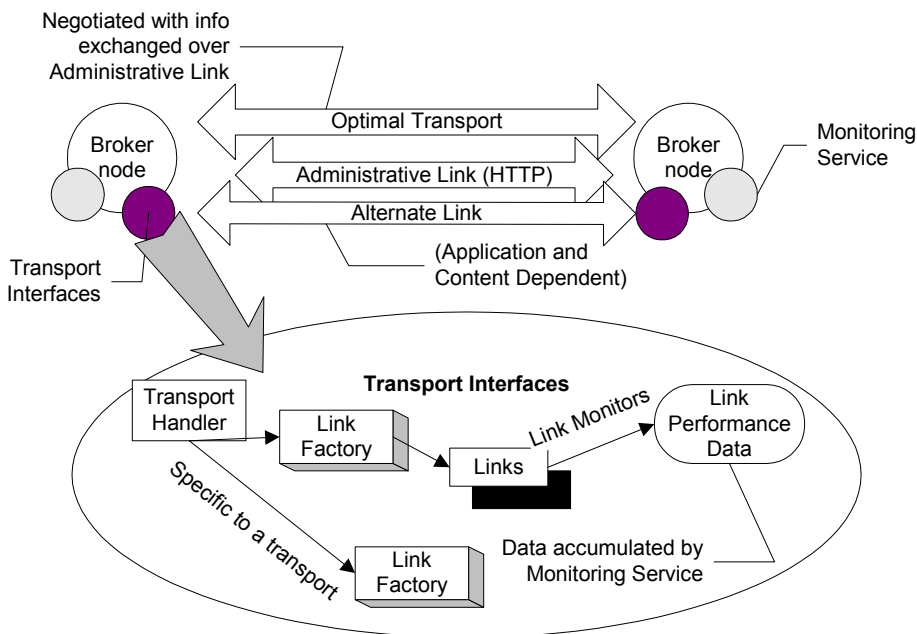 Negotiated with info
exchanged over
Administrative Link
Optimal Transport
Broker
node
Administrative Link (HTTP)
Broker
node
Monitoring
Service
Alternate Link
Transport
Interfaces
(Application and
Content Dependent)
Transport Interfaces
Transport
Handler
Link
Factory
Links
Link Monitors
Link
Performance
Data
Specific to a transport
Link
Factory
Data accumulated by
Monitoring Service